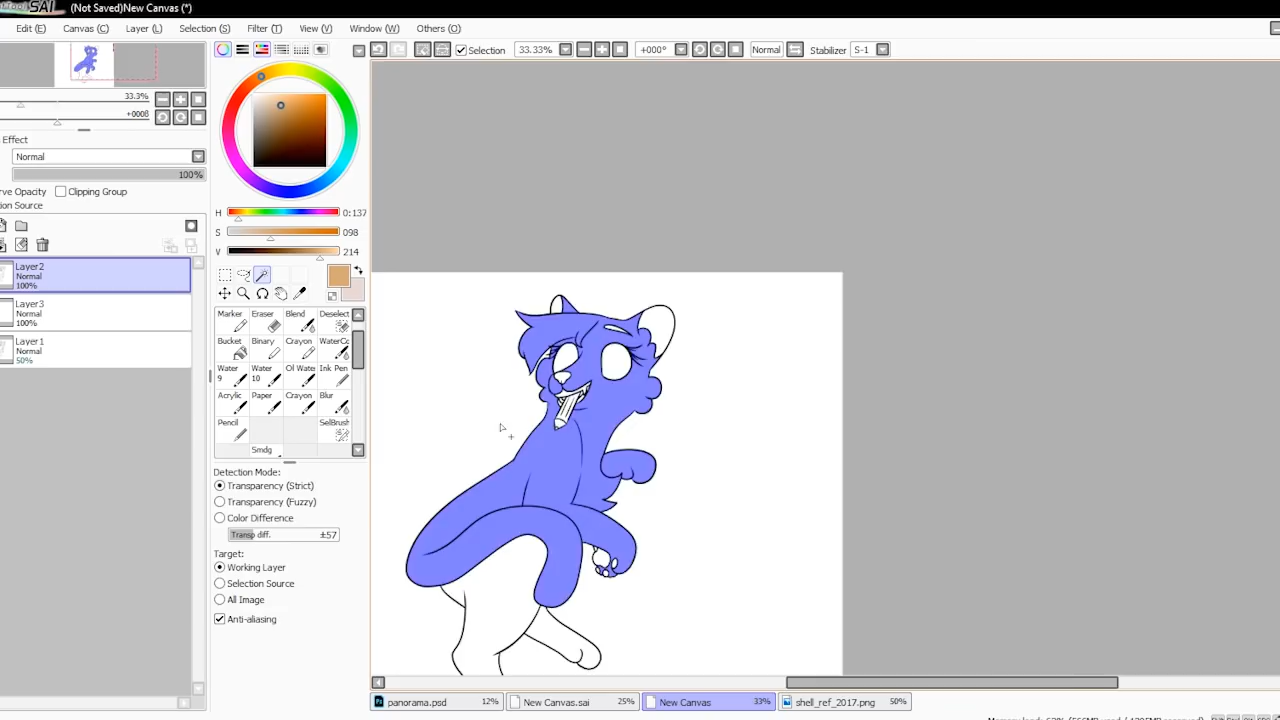 SAI (Not Saved)New Canvas (*)
Edit (E) Canvas (C) Layer (L) Selection (S) Filter (T) View (V) Window (W) Others (O)
Selection 33.33% +000° Normal Stabilizer S-1
33.3%
+000θ
Effect
Normal
100%
rve Opacity Clipping Group
ion Source
Layer2
Normal
100%
Layer3
Normal
100%
Layer1
Normal
50%
H 0:137
S 098
V 214
Marker Eraser Blend Deselect
Bucket Binary Crayon WaterCo
Water 9 Water 10 Ol Water Ink Pen
Acrylic Paper Crayon Blur
Pencil SelBrush
Smdg
Detection Mode:
Transparency (Strict)
Transparency (Fuzzy)
Color Difference
Transp diff. ±57
Target:
Working Layer
Selection Source
All Image
Anti-aliasing
panorama.psd 12% New Canvas.sai 25% New Canvas 33% shell_ref_2017.png 50%